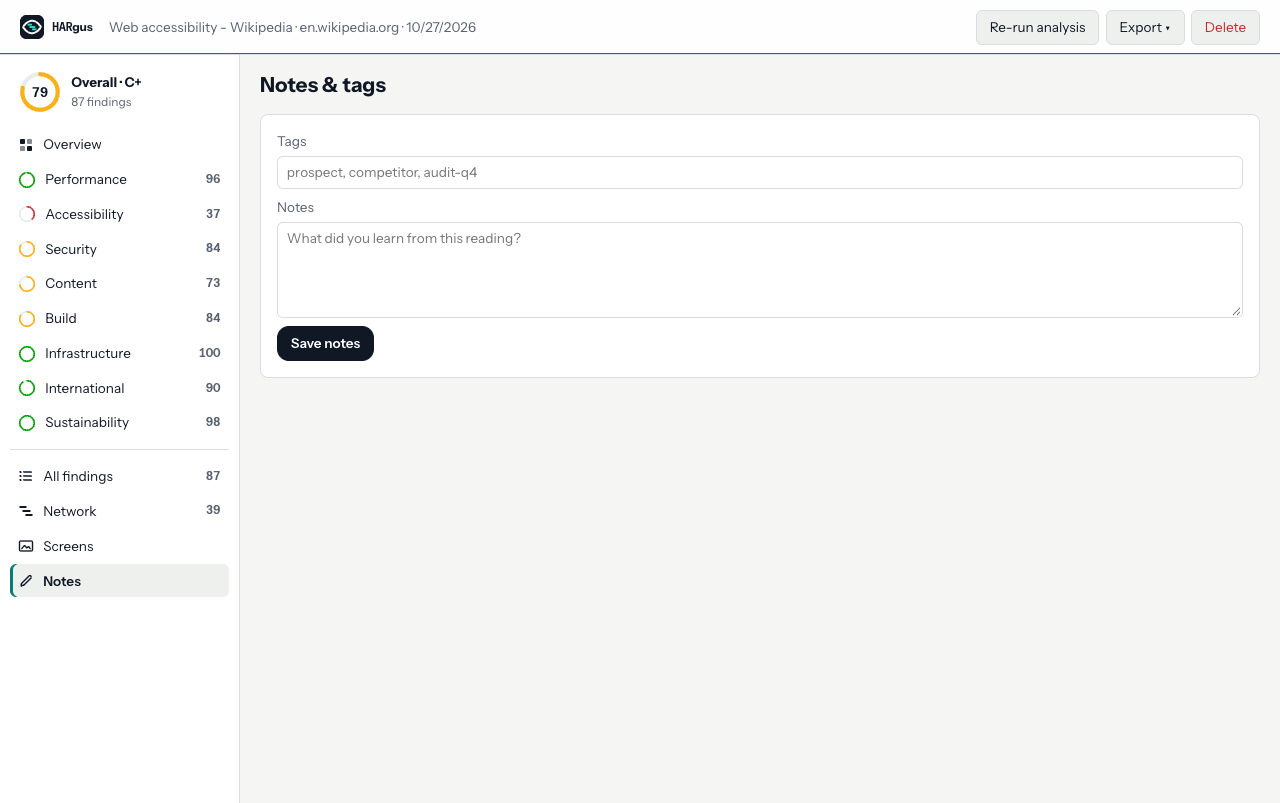 HARgus Web accessibility - Wikipedia · en.wikipedia.org · 10/27/2026 Re-run analysis Export ▾ Delete
79 Overall · C+
87 findings
Overview
Performance 96
Accessibility 37
Security 84
Content 73
Build 84
Infrastructure 100
International 90
Sustainability 98
All findings 87
Network 39
Screens
Notes
Notes & tags
Tags
prospect, competitor, audit-q4
Notes
What did you learn from this reading?
Save notes